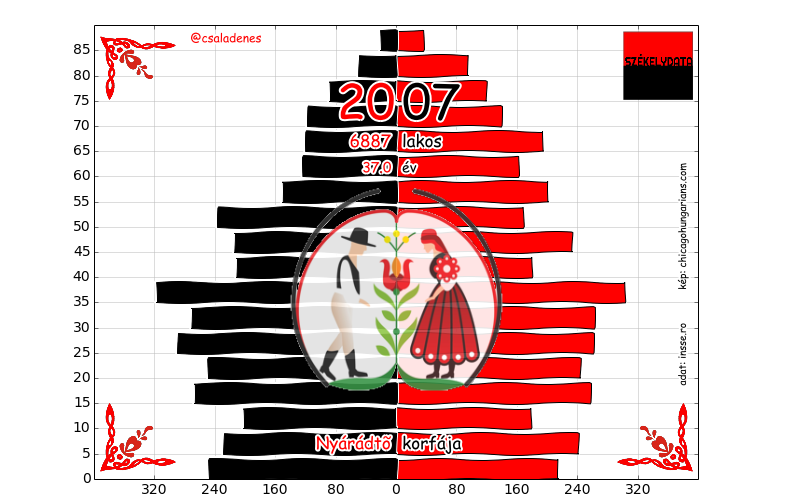 @csaladenes
SZÉKELYDATA
2007
6887 lakos
37.0 év
kép: chicagohungarians.com
adat: insse.ro
Nyárádtő korfája
85
80
75
70
65
60
55
50
45
40
35
30
25
20
15
10
5
0
320 240 160 80 0 80 160 240 320